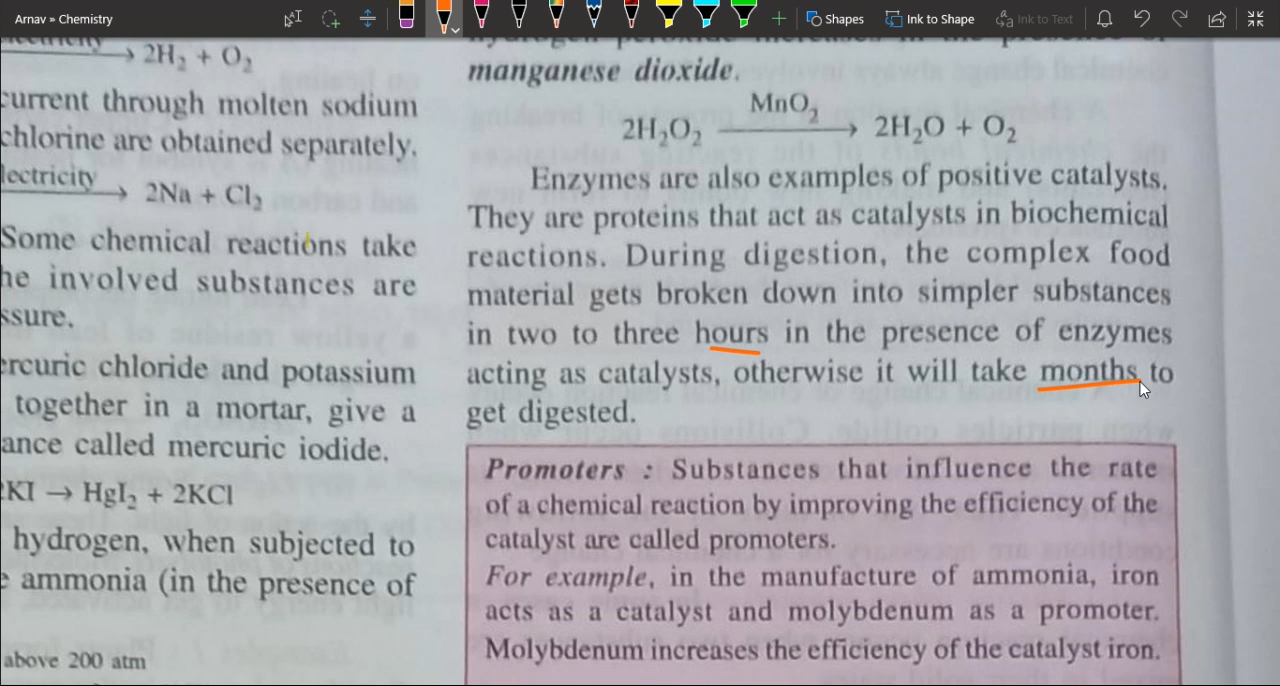 Arnav » Chemistry
Shapes
Ink to Shape
Ink to Text
→ 2H₂ + O₂
current through molten sodium
chlorine are obtained separately.
lectricity → 2Na + Cl₂
Some chemical reactions take
he involved substances are
ssure.
ercuric chloride and potassium
together in a mortar, give a
ance called mercuric iodide.
KI → HgI₂ + 2KCl
hydrogen, when subjected to
e ammonia (in the presence of
above 200 atm
manganese dioxide.
MnO₂
2H₂O₂ → 2H₂O + O₂
Enzymes are also examples of positive catalysts.
They are proteins that act as catalysts in biochemical
reactions. During digestion, the complex food
material gets broken down into simpler substances
in two to three hours in the presence of enzymes
acting as catalysts, otherwise it will take months to
get digested.
Promoters : Substances that influence the rate
of a chemical reaction by improving the efficiency of the
catalyst are called promoters.
For example, in the manufacture of ammonia, iron
acts as a catalyst and molybdenum as a promoter.
Molybdenum increases the efficiency of the catalyst iron.